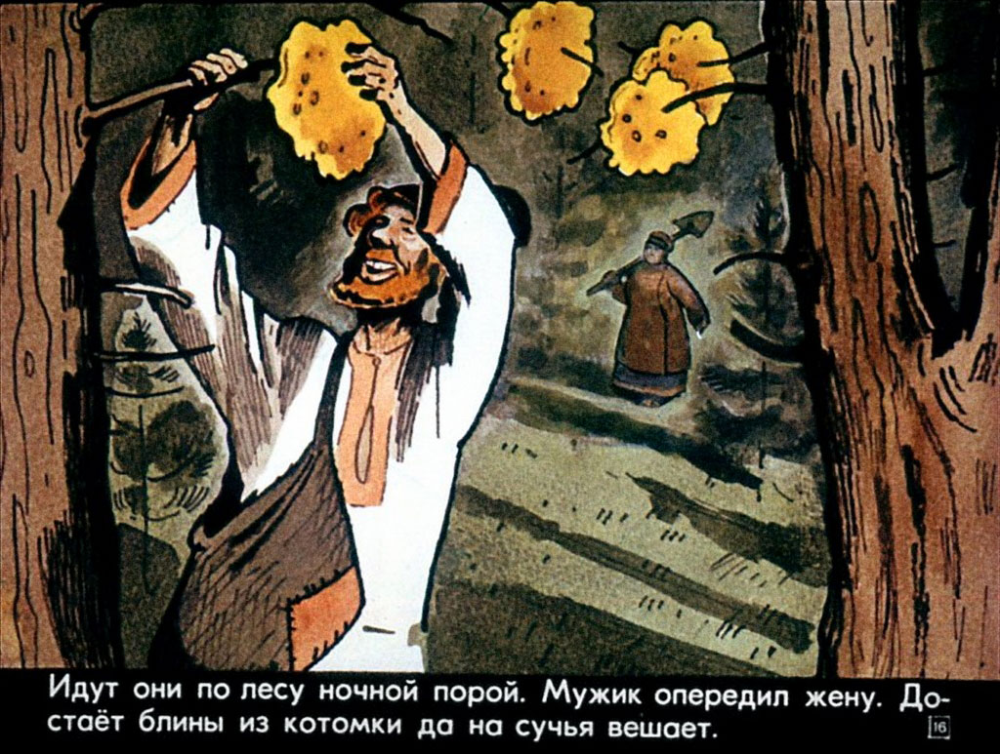 Идут они по лесу ночной порой. Мужик опередил жену. До-
стаёт блины из котомки да на сучья вешает.
16